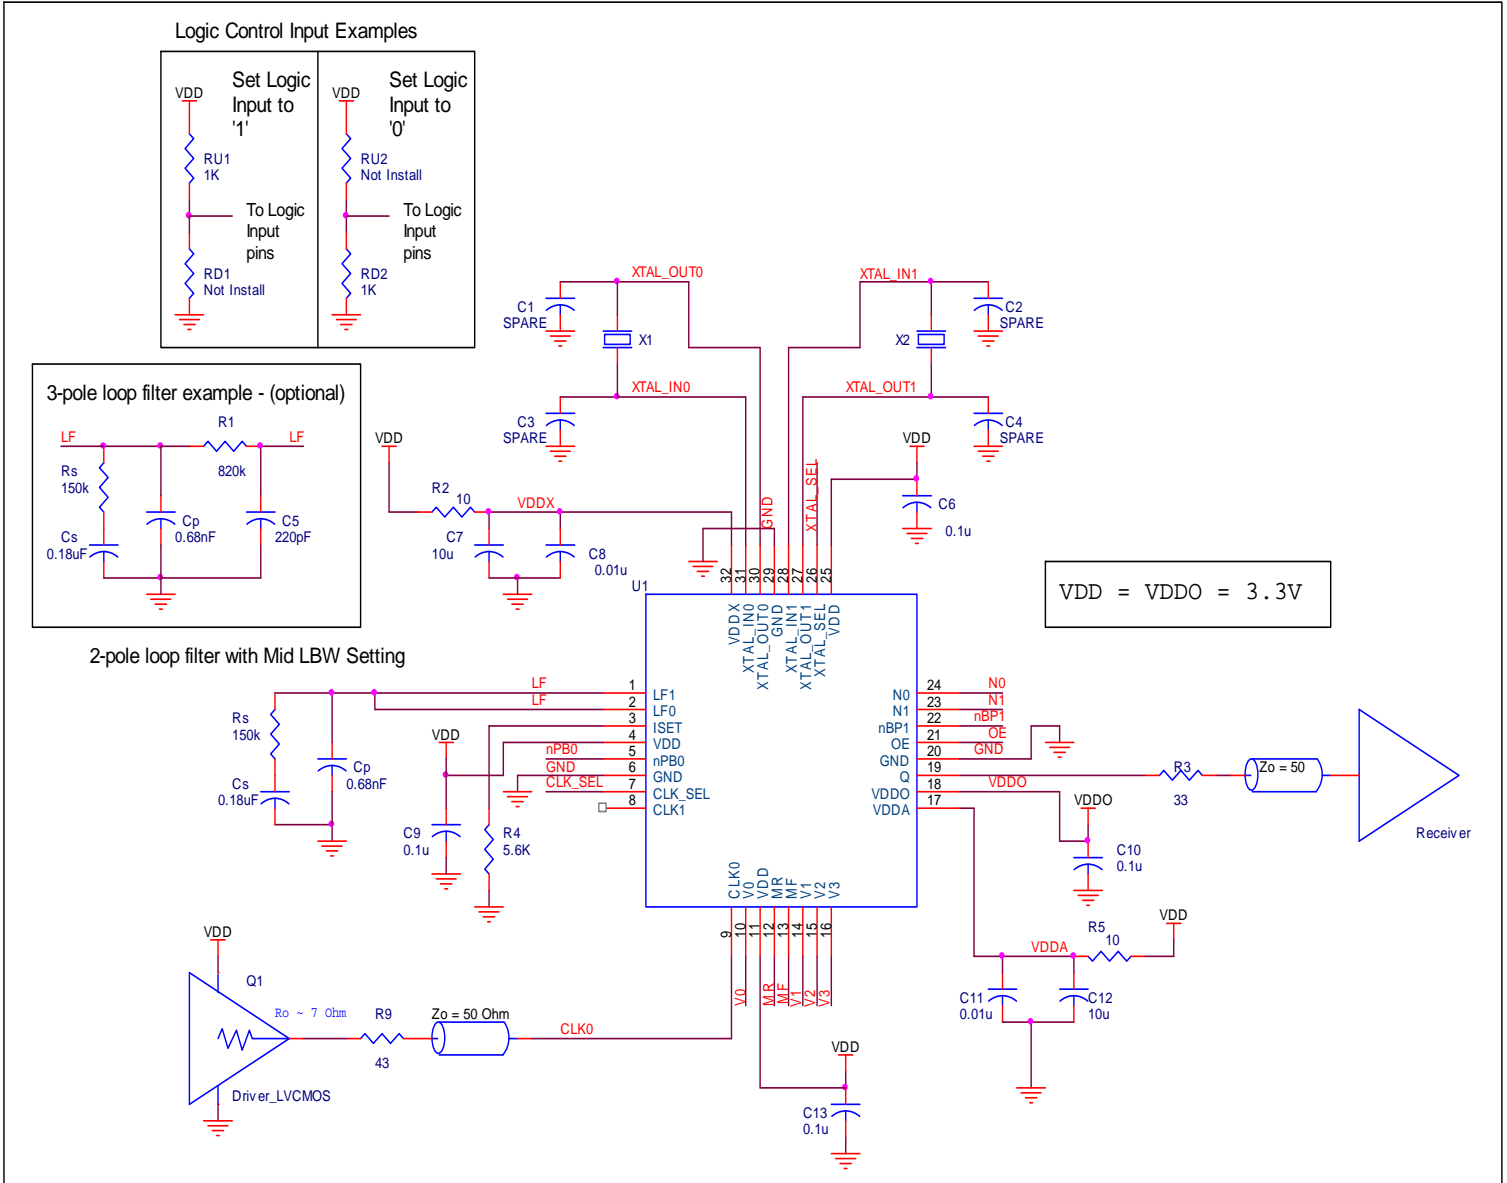 Logic Control Input Examples
Set Logic
Input to
'1'
VDD
RU1
1K
To Logic
Input
pins
RD1
Not Install
Set Logic
Input to
'0'
VDD
RU2
Not Install
To Logic
Input
pins
RD2
1K
3-pole loop filter example - (optional)
LF
R1
LF
820k
Rs
150k
Cs
0.18uF
Cp
0.68nF
C5
220pF
XTAL_OUT0
C1
SPARE
X1
XTAL_IN0
C3
SPARE
XTAL_IN1
C2
SPARE
X2
XTAL_OUT1
C4
SPARE
VDD
R2
10
VDDX
C7
10u
C8
0.01u
GND
XTAL_SEL
VDD
C6
0.1u
VDD = VDDO = 3.3V
U1
32
31
30
29
28
27
26
25
VDDX
XTAL_IN0
XTAL_OUT0
GND
XTAL_IN1
XTAL_OUT1
XTAL_SEL
VDD
2-pole loop filter with Mid LBW Setting
LF
LF
Rs
150k
Cs
0.18uF
Cp
0.68nF
VDD
nPB0
GND
CLK_SEL
C9
0.1u
R4
5.6K
1
2
3
4
5
6
7
8
LF1
LF0
ISET
VDD
nPB0
GND
CLK_SEL
CLK1
N0
N1
nBP1
OE
GND
Q
VDDO
VDDA
24
23
22
21
20
19
18
17
N0
N1
nBP1
OE
GND
VDDO
R3
33
Zo = 50
Receiver
VDDO
C10
0.1u
CLK0
V0
VDD
MR
MF
V1
V2
V3
9
10
11
12
13
14
15
16
V0
MR
MF
V1
V2
V3
VDD
R5
10
VDDA
C11
0.01u
C12
10u
VDD
Q1
Ro ~ 7 Ohm
R9
43
Zo = 50 Ohm
CLK0
Driver_LVCMOS
VDD
C13
0.1u